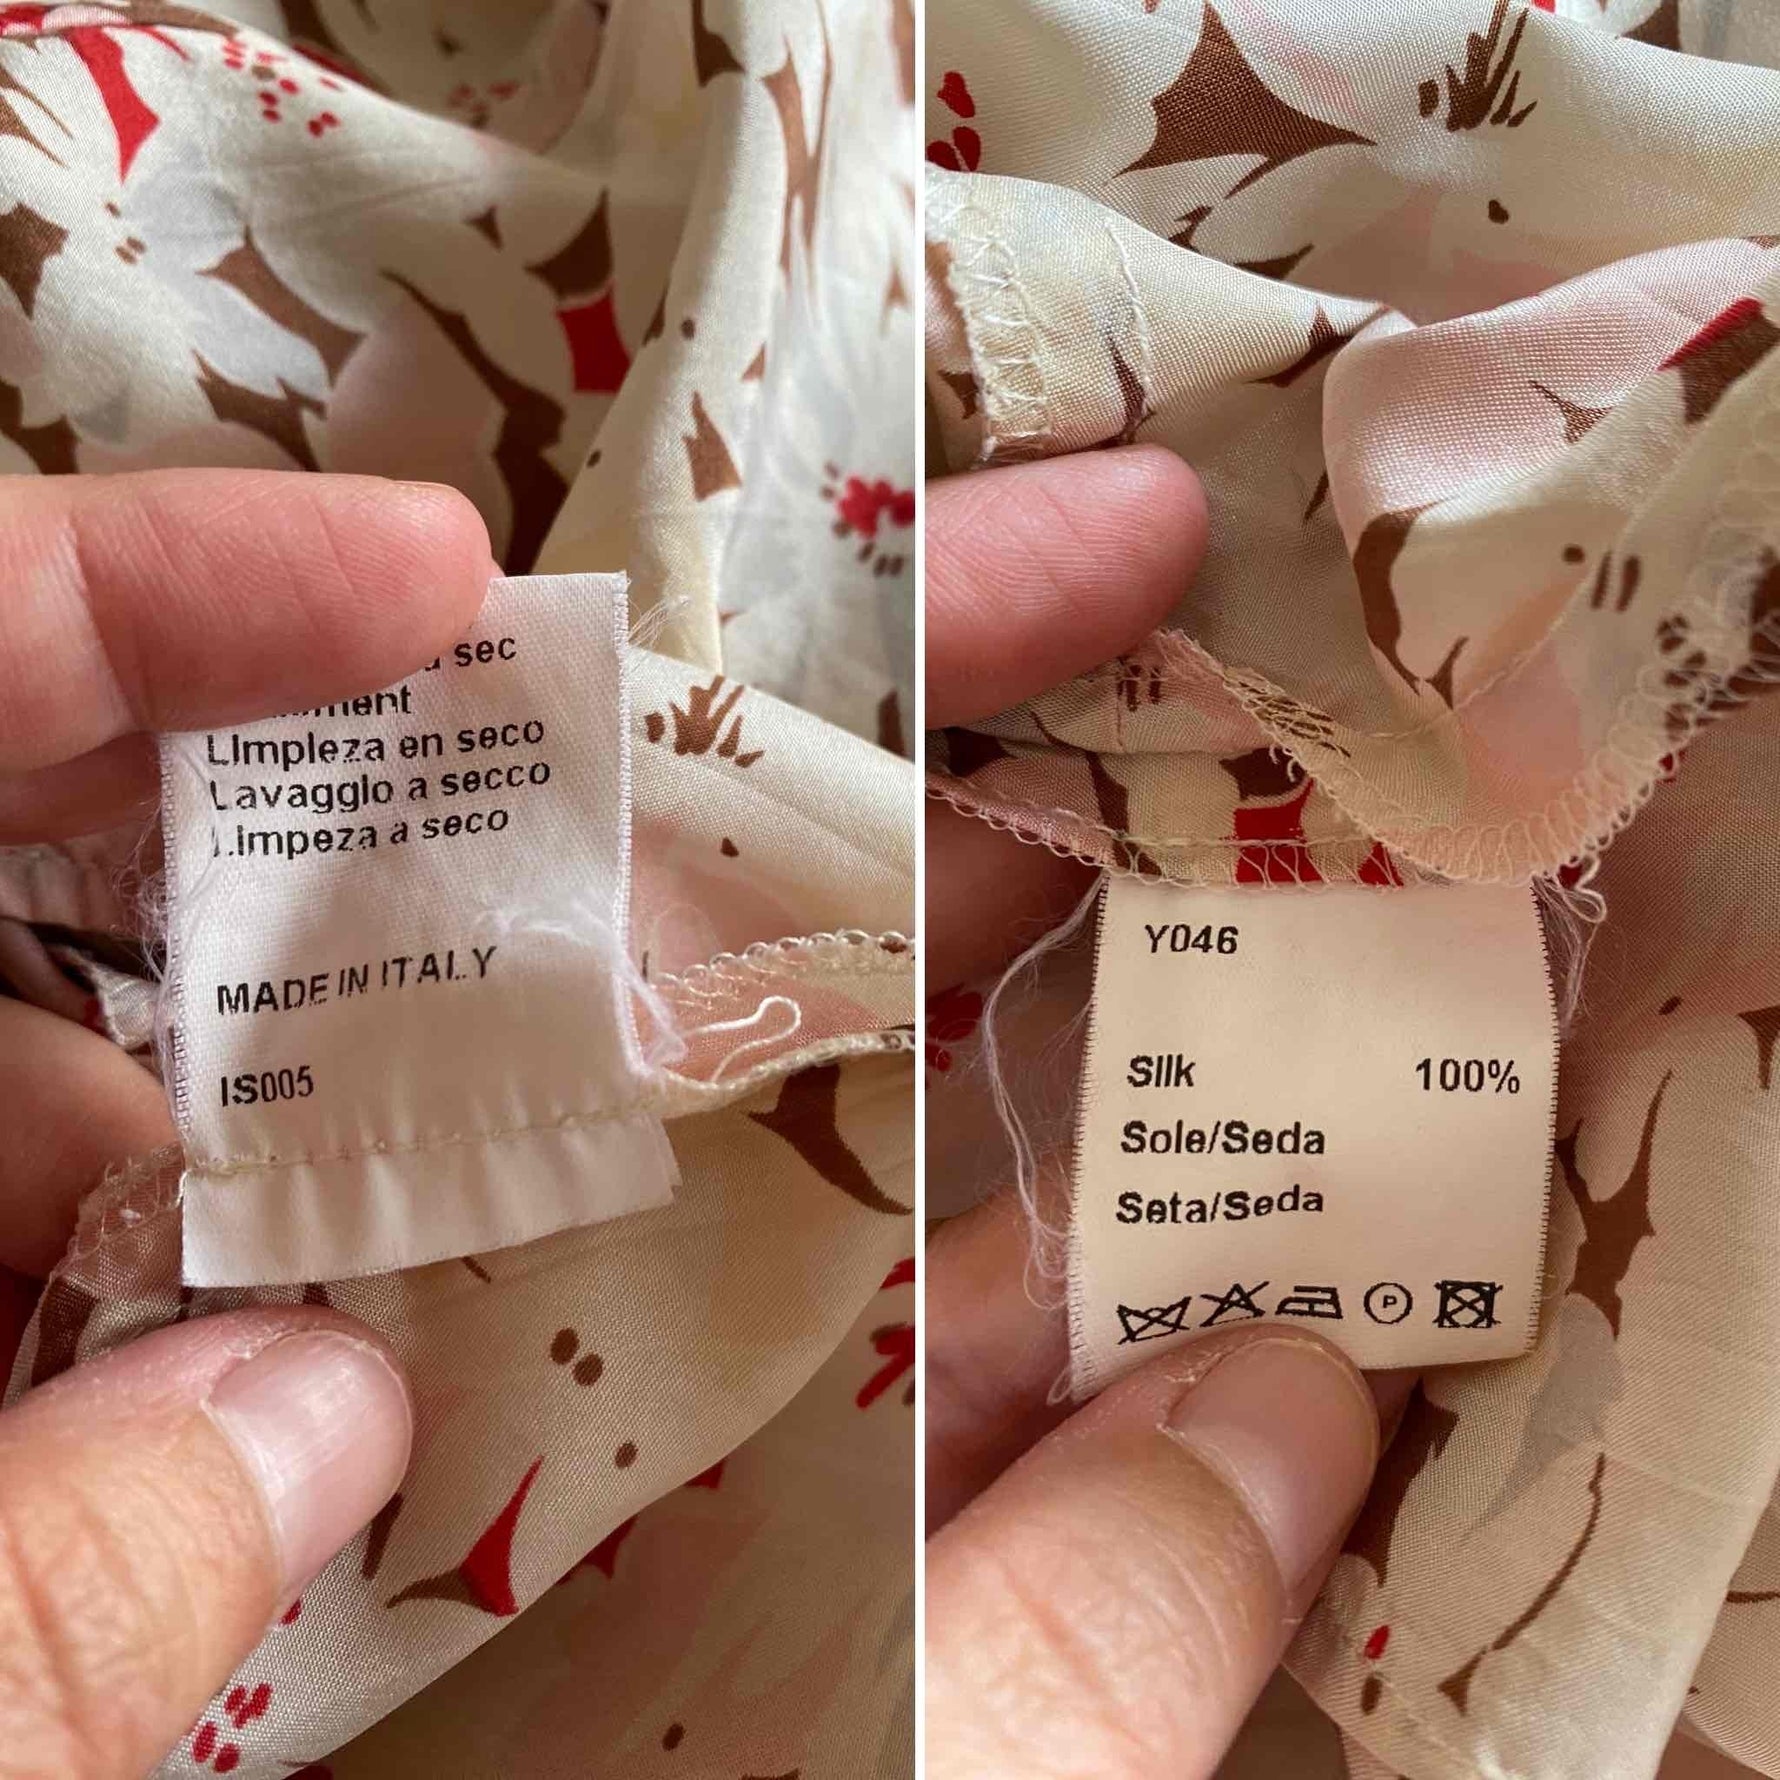 sec
LImpleza en seco
Lavagglo a secco
LImpeza a seco
MADE IN ITALY
IS005
Y046
SIlk 100%
Sole/Seda
Seta/Seda
P